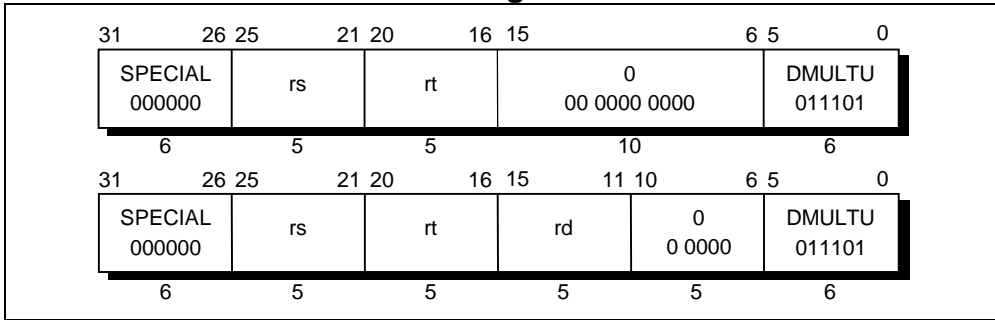 31 26 25 21 20 16 15 6 5 0
SPECIAL rs rt 0 DMULTU
000000 00 0000 0000 011101
6 5 5 10 6
31 26 25 21 20 16 15 11 10 6 5 0
SPECIAL rs rt rd 0 DMULTU
000000 0 0000 011101
6 5 5 5 5 6